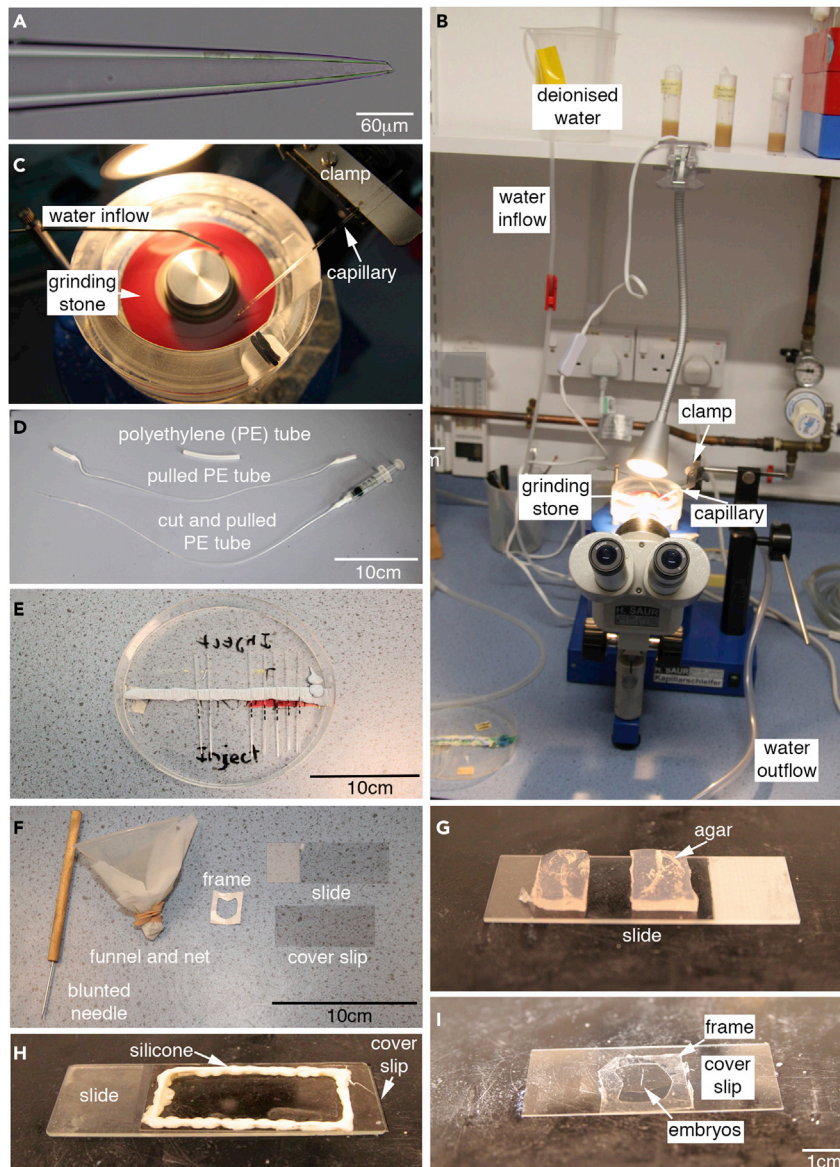 A
60µm
B
deionised
water
water
inflow
clamp
grinding
stone
capillary
H. SAUR
H. SAUR
Kapillarschleifer
water
outflow
C
clamp
water inflow
capillary
grinding
stone
D
polyethylene (PE) tube
pulled PE tube
cut and pulled
PE tube
10cm
E
Inject
Inject
10cm
F
frame
slide
funnel and net
cover slip
blunted
needle
10cm
G
agar
slide
H
silicone
cover
slip
slide
I
frame
cover
slip
embryos
1cm
m